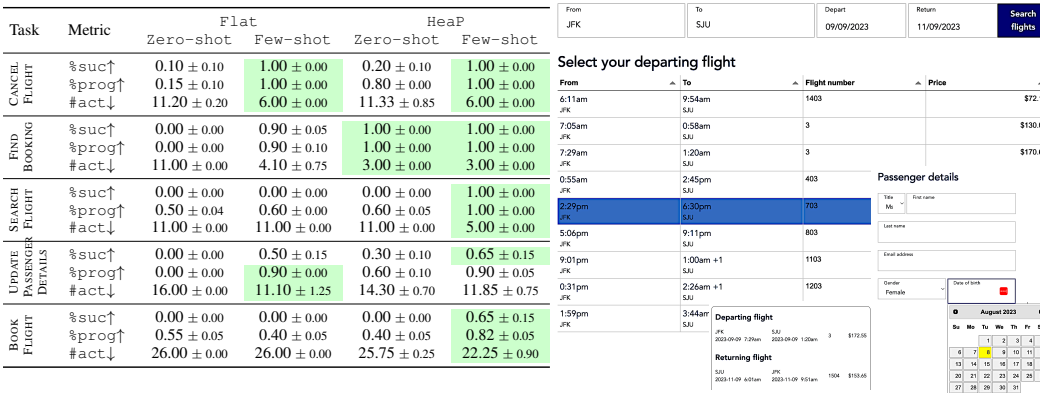 Task Metric Flat HeaP
Zero-shot Few-shot Zero-shot Few-shot
CANCEL FLIGHT
%suc↑ 0.10 ± 0.10 1.00 ± 0.00 0.20 ± 0.10 1.00 ± 0.00
%prog↑ 0.15 ± 0.10 1.00 ± 0.00 0.80 ± 0.00 1.00 ± 0.00
#act↓ 11.20 ± 0.20 6.00 ± 0.00 11.33 ± 0.85 6.00 ± 0.00
FIND BOOKING
%suc↑ 0.00 ± 0.00 0.90 ± 0.05 1.00 ± 0.00 1.00 ± 0.00
%prog↑ 0.00 ± 0.00 0.90 ± 0.10 1.00 ± 0.00 1.00 ± 0.00
#act↓ 11.00 ± 0.00 4.10 ± 0.75 3.00 ± 0.00 3.00 ± 0.00
SEARCH FLIGHT
%suc↑ 0.00 ± 0.00 0.00 ± 0.00 0.00 ± 0.00 1.00 ± 0.00
%prog↑ 0.50 ± 0.04 0.60 ± 0.00 0.60 ± 0.05 1.00 ± 0.00
#act↓ 11.00 ± 0.00 11.00 ± 0.00 11.00 ± 0.00 5.00 ± 0.00
UPDATE PASSENGER DETAILS
%suc↑ 0.00 ± 0.00 0.50 ± 0.15 0.30 ± 0.10 0.65 ± 0.15
%prog↑ 0.00 ± 0.00 0.90 ± 0.00 0.60 ± 0.10 0.90 ± 0.05
#act↓ 16.00 ± 0.00 11.10 ± 1.25 14.30 ± 0.70 11.85 ± 0.75
BOOK FLIGHT
%suc↑ 0.00 ± 0.00 0.00 ± 0.00 0.00 ± 0.00 0.65 ± 0.15
%prog↑ 0.55 ± 0.05 0.40 ± 0.05 0.40 ± 0.05 0.82 ± 0.05
#act↓ 26.00 ± 0.00 26.00 ± 0.00 25.75 ± 0.25 22.25 ± 0.90
From To Depart Return Search
JFK SJU 09/09/2023 11/09/2023 flights
Select your departing flight
From To Flight number Price
6:11am 9:54am 1403 $72.
JFK SJU
7:05am 0:58am 3 $130.
JFK SJU
7:29am 1:20am 3 $170.
JFK SJU
0:55am 2:45pm 403
JFK SJU
2:29pm 6:30pm 703
JFK SJU
5:06pm 9:11pm 803
JFK SJU
9:01pm 1:00am +1 1103
JFK SJU
0:31pm 2:26am +1 1203
JFK SJU
1:59pm 3:44am
JFK SJU
Passenger details
Title First name
Ms
Last name
Email address
Gender Date of birth
Female
August 2023
Su Mo Tu We Th Fr S
1 2 3 4
6 7 8 9 10 11
13 14 15 16 17 18
20 21 22 23 24 25
27 28 29 30 31
Departing flight
JFK SJU 3 $172.55
2023-09-09 7:29am 2023-09-09 1:20am
Returning flight
SJU JFK 1504 $153.65
2023-11-09 6:01am 2023-11-09 9:51am